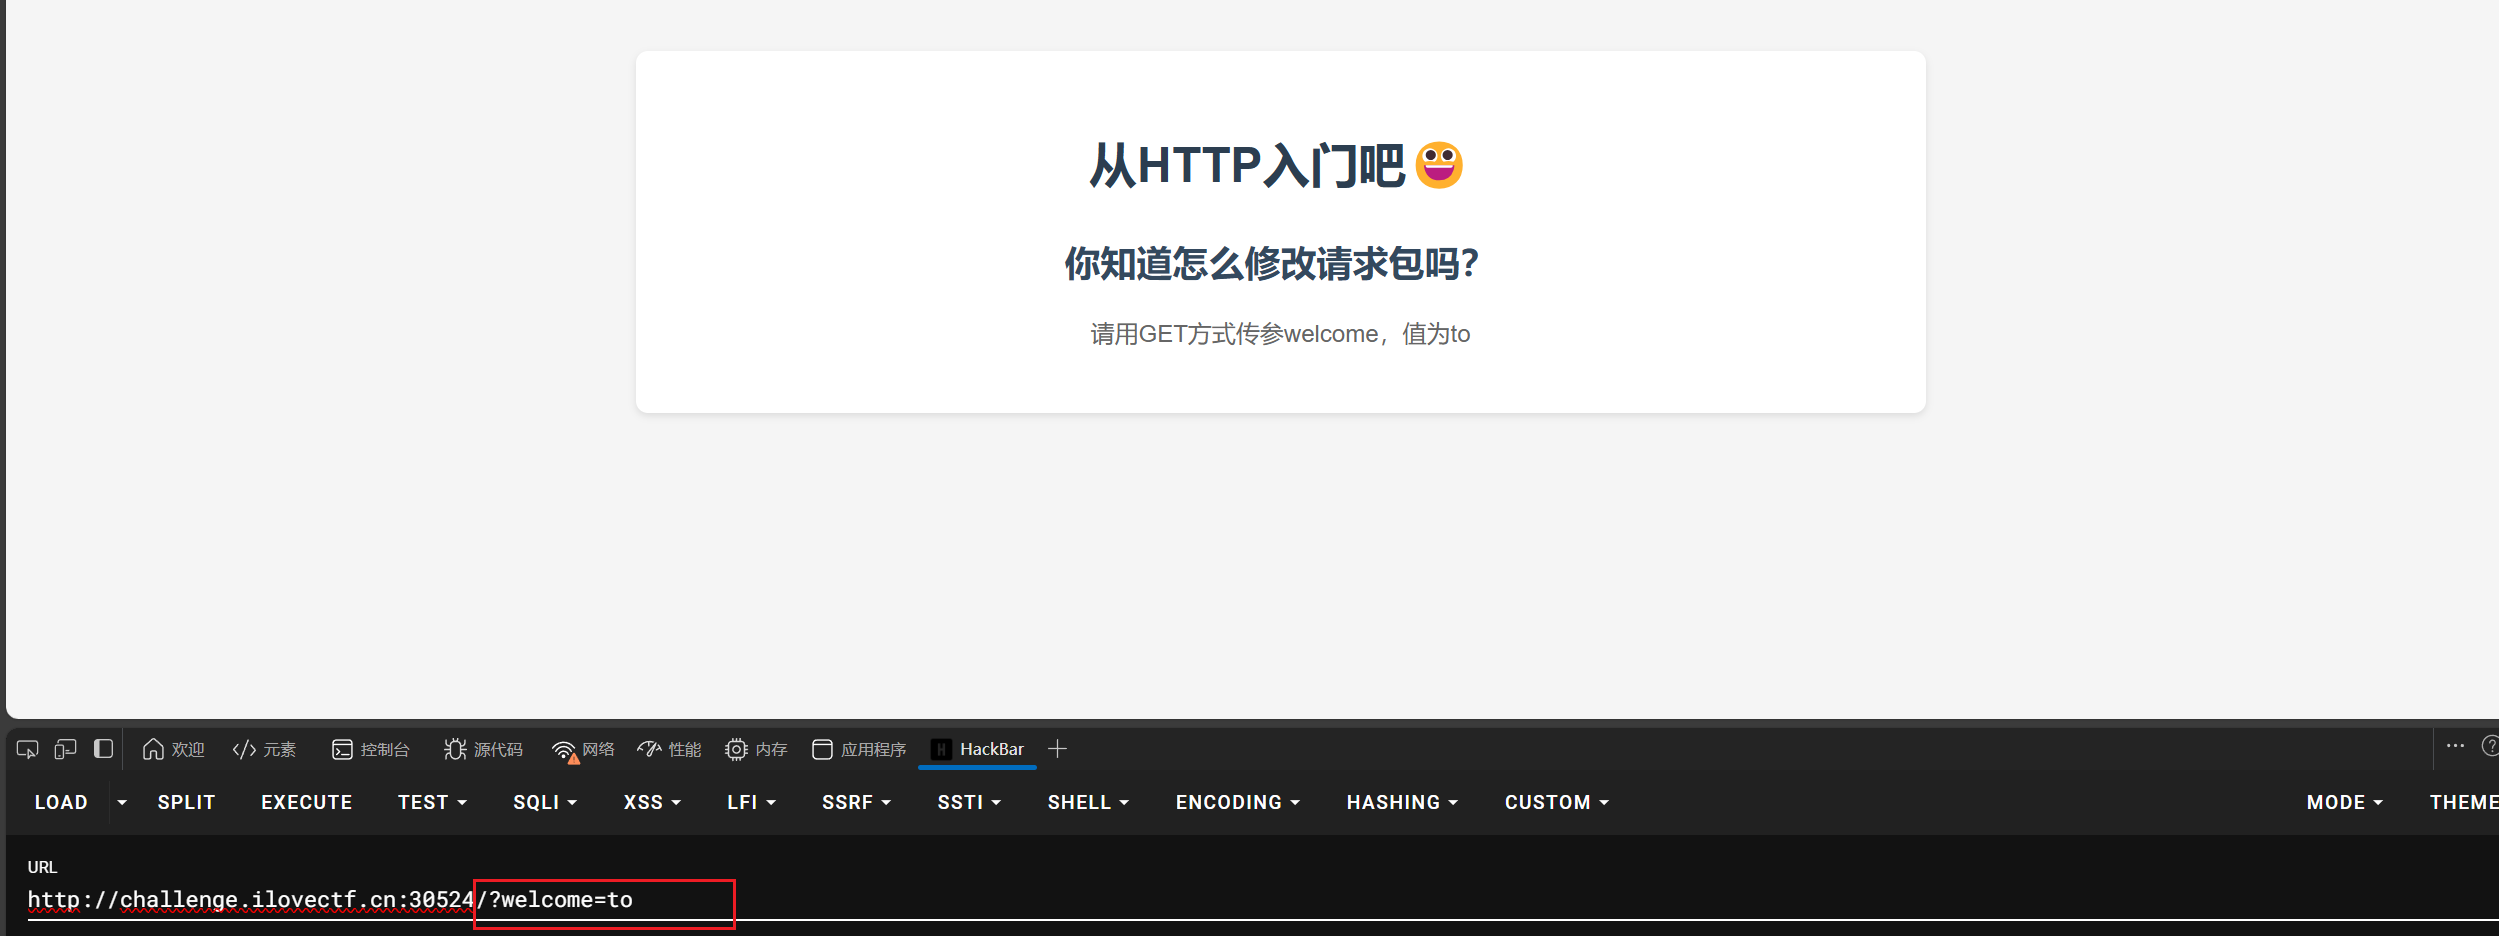 从HTTP入门吧😀
你知道怎么修改请求包吗?
请用GET方式传参welcome，值为to
欢迎 元素 控制台 源代码 网络 性能 内存 应用程序 H HackBar
LOAD SPLIT EXECUTE TEST SQLI XSS LFI SSRF SSTI SHELL ENCODING HASHING CUSTOM MODE THEME
URL
http://challenge.ilovectf.cn:30524/?welcome=to